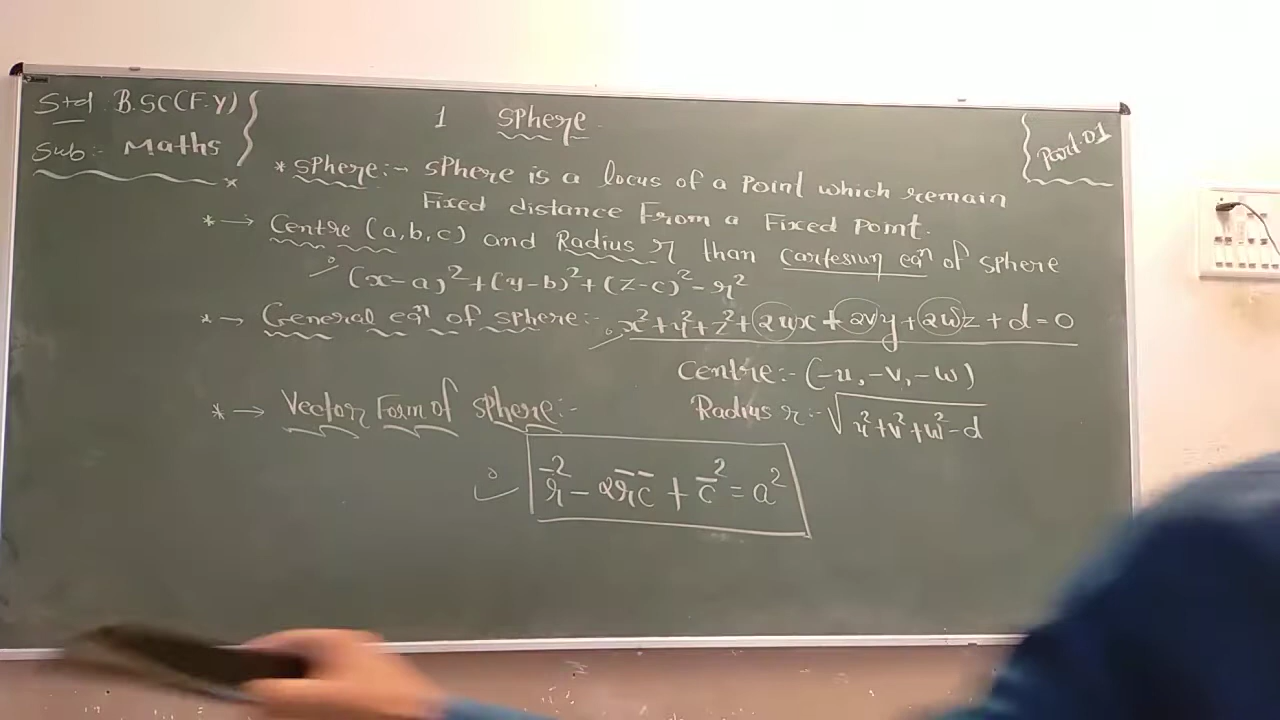 Std B.SC(F.Y)
Sub:- Maths
1 Sphere
Part.01
* Sphere:- Sphere is a locus of a Point which remain
Fixed distance From a Fixed Point.
*→ Centre (a,b,c) and Radius r than Cartesiun eqⁿ of sphere
(x-a)²+(y-b)²+(z-c)²-r²
*→ General eqⁿ of sphere:- x²+y²+z²+2ux+2vy+2wz+d=0
Centre:- (-u,-v,-w)
Radius r:- √u²+v²+w²-d
*→ Vector Form of sphere:-
r̄²-2r̄c̄+c̄²=a²